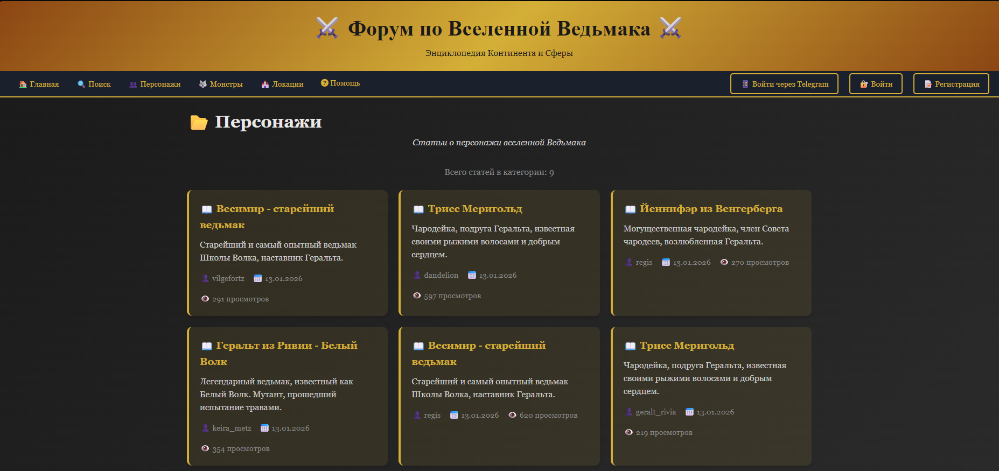 Форум по Вселенной Ведьмака
Энциклопедия Континента и Сферы
Главная Поиск Персонажи Монстры Локации Помощь Войти через Telegram Войти Регистрация
Персонажи
Статьи о персонажи вселенной Ведьмака
Всего статей в категории: 9
Весимир - старейший
ведьмак
Старейший и самый опытный ведьмак
Школы Волка, наставник Геральта.
vilgefortz 13.01.2026
291 просмотров
Трисс Меригольд
Чародейка, подруга Геральта, известная
своими рыжими волосами и добрым
сердцем.
dandelion 13.01.2026
597 просмотров
Йеннифэр из Венгерберга
Могущественная чародейка, член Совета
чародеев, возлюбленная Геральта.
regis 13.01.2026 270 просмотров
Геральт из Ривии - Белый
Волк
Легендарный ведьмак, известный как
Белый Волк. Мутант, прошедший
испытание травами.
keira_metz 13.01.2026
354 просмотров
Весимир - старейший
ведьмак
Старейший и самый опытный ведьмак
Школы Волка, наставник Геральта.
regis 13.01.2026 620 просмотров
Трисс Меригольд
Чародейка, подруга Геральта, известная
своими рыжими волосами и добрым
сердцем.
geralt_rivia 13.01.2026
219 просмотров